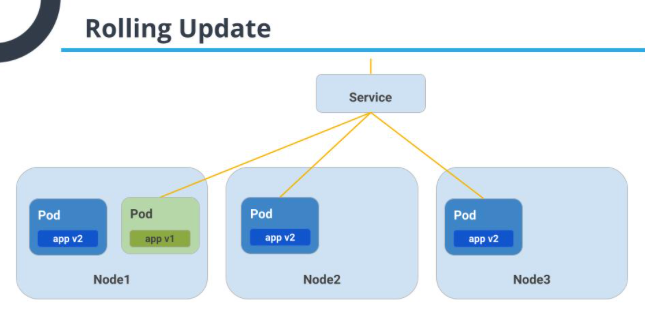 Rolling Update
Service
Pod
app v2
Pod
app v1
Node1
Pod
app v2
Node2
Pod
app v2
Node3